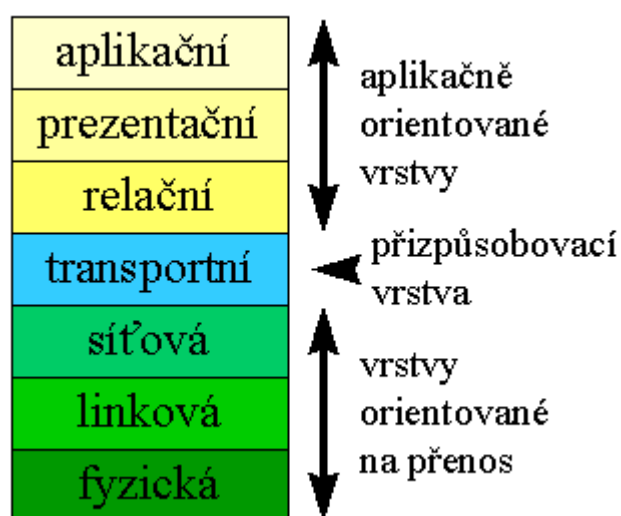 aplikační
prezentační
relační
transportní
síťová
linková
fyzická
aplikačně
orientované
vrstvy
přizpůsobovací
vrstva
vrstvy
orientované
na přenos